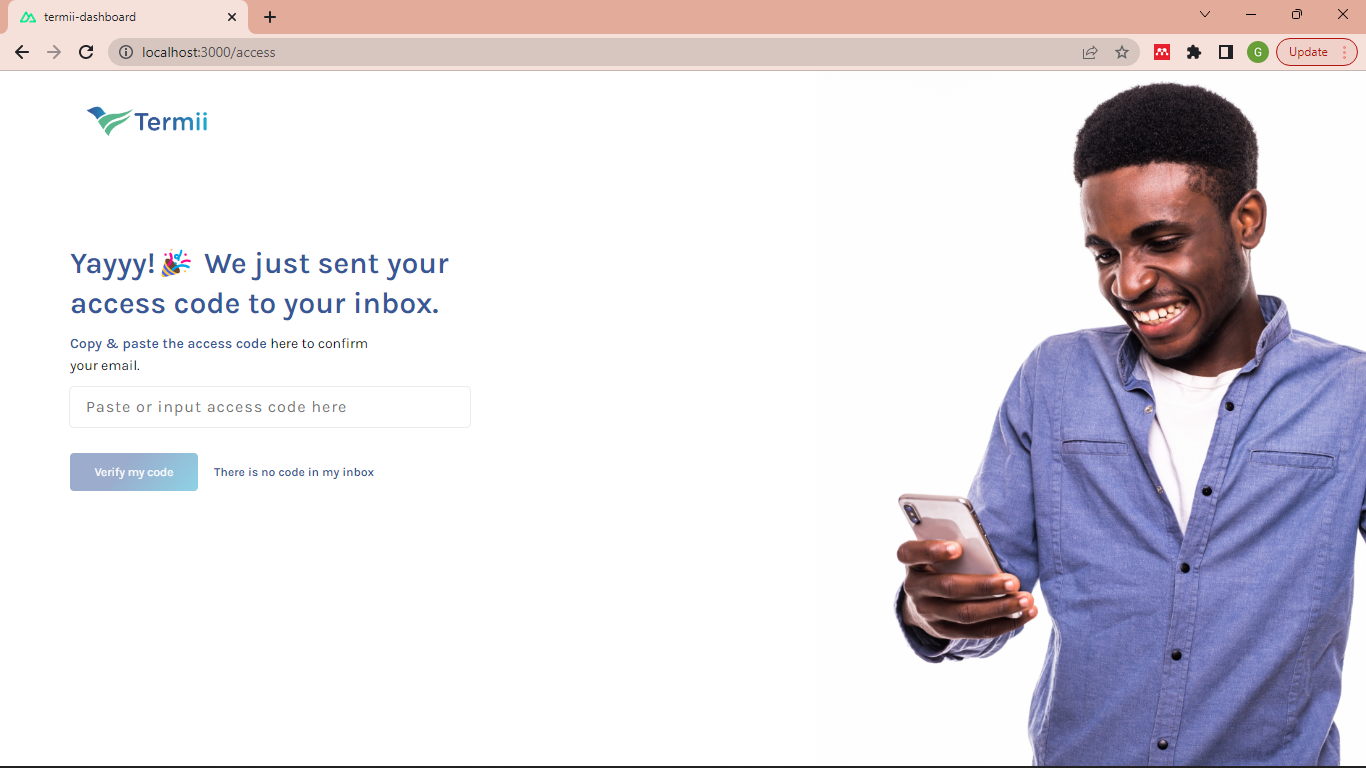 termii-dashboard
localhost:3000/access
G
Update
Termii
Yayyy!🎉 We just sent your
access code to your inbox.
Copy & paste the access code here to confirm
your email.
Paste or input access code here
Verify my code
There is no code in my inbox